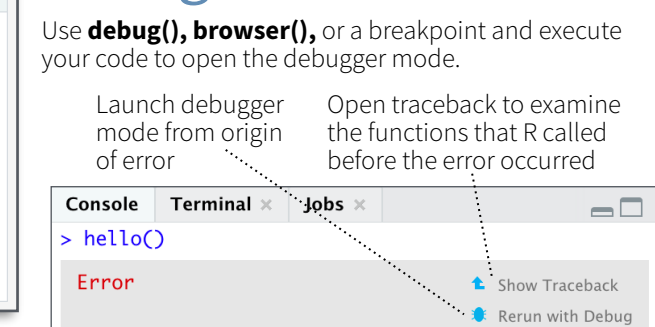 Use debug(), browser(), or a breakpoint and execute
your code to open the debugger mode.
Launch debugger
mode from origin
of error
Open traceback to examine
the functions that R called
before the error occurred
Console Terminal × Jobs ×
> hello()
Error
Show Traceback
Rerun with Debug